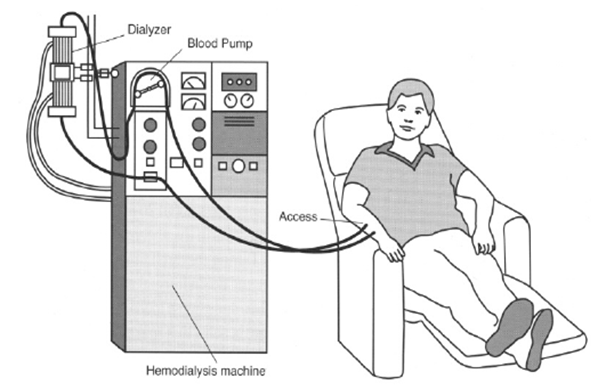 Dialyzer
Blood Pump
Access
Hemodialysis machine